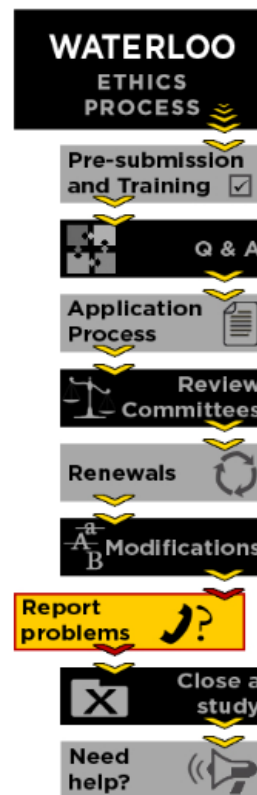 WATERLOO
ETHICS
PROCESS
Pre-submission
and Training
Q & A
Application
Process
Review
Committees
Renewals
a
A
B
Modifications
Report
problems
?
Close a
study
X
Need
help?